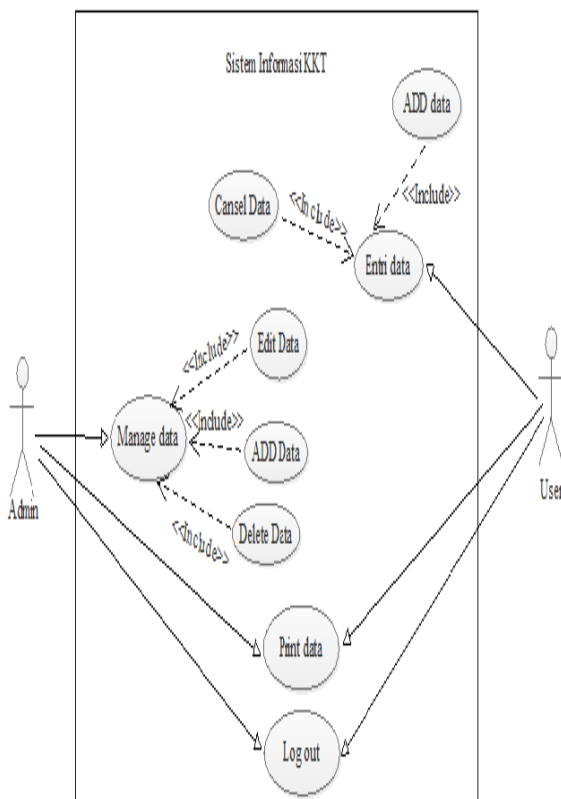 Sistem Informasi KKT
ADD data
<<Include>>
Cansel Data
<<Include>>
Entri data
Edit Data
<<Include>>
<<Include>>
Manage data
ADD Data
Delete Data
<<Include>>
Admin
User
Print data
Log out